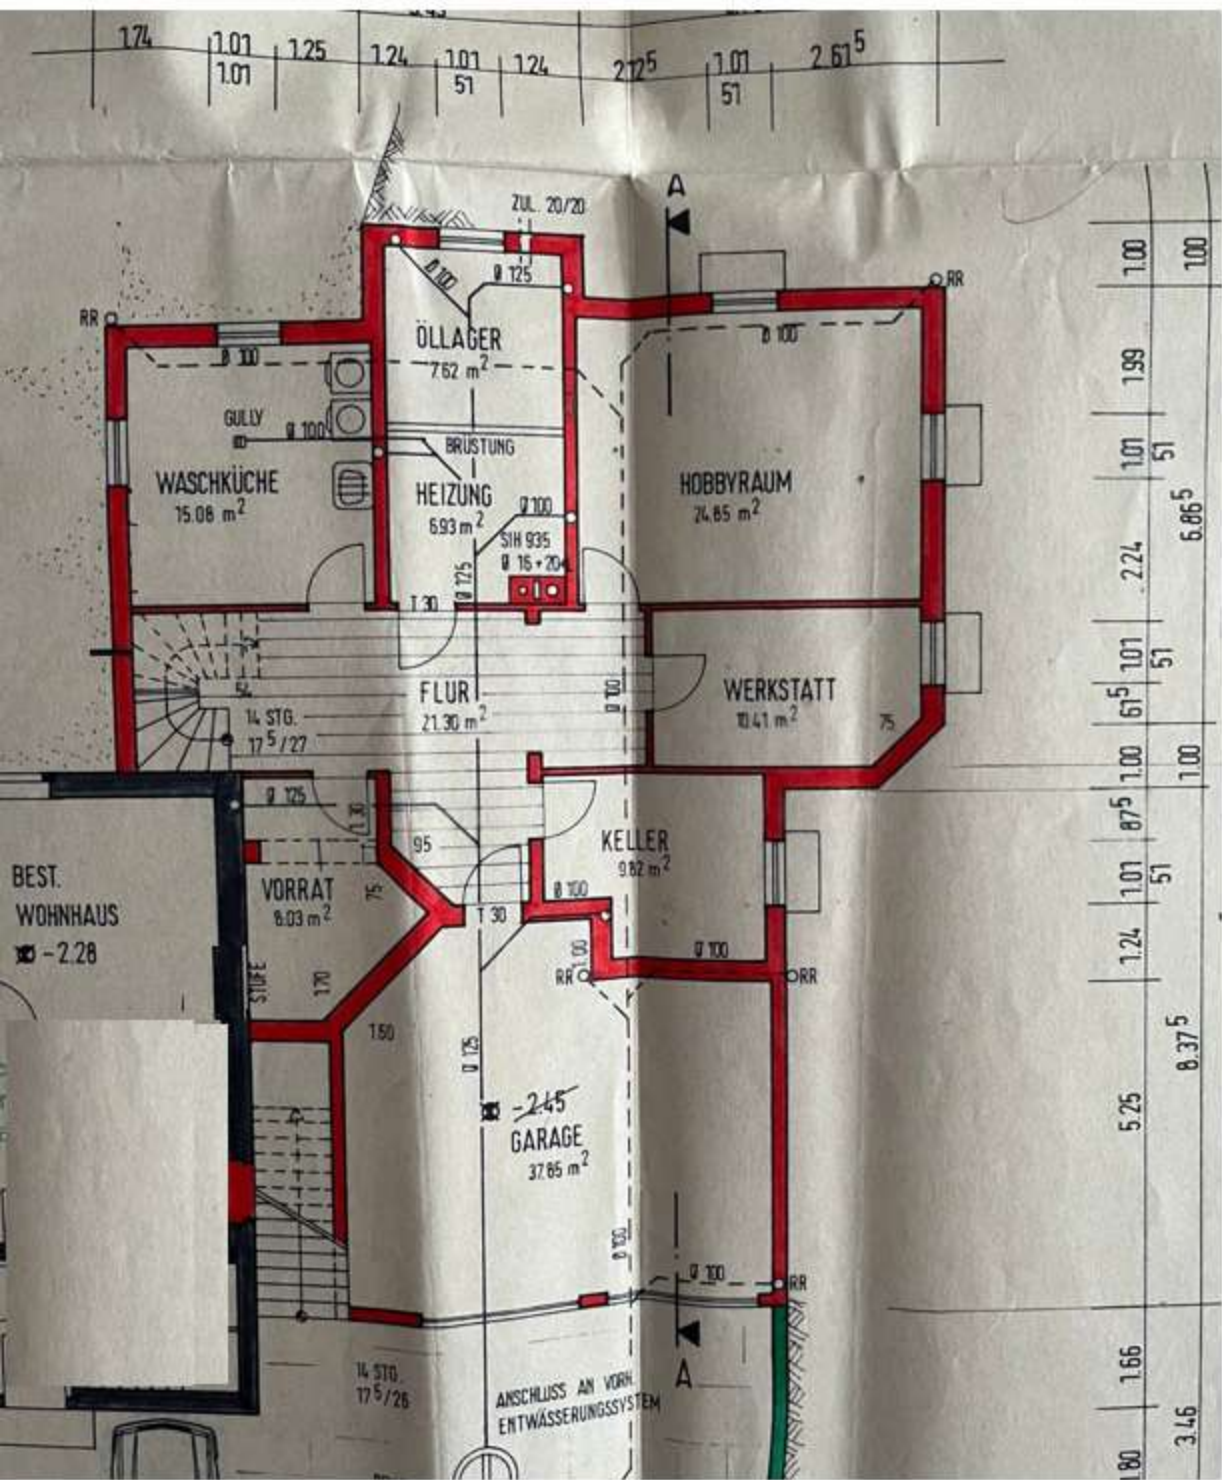 1.74
1.01
1.01
1.25
1.24
1.01
51
1.24
2.12⁵
1.01
51
2.61⁵
A
ZUL. 20/20
RR
RR
Ø 100
Ø 125
1.00
1.00
ÖLLAGER
7.62 m²
Ø 100
Ø 100
1.99
GULLY
Ø 100
BRÜSTUNG
1.01
51
WASCHKÜCHE
15.08 m²
HEIZUNG
6.93 m²
HOBBYRAUM
24.85 m²
6.86⁵
Ø 100
SIH 935
Ø 16+20
Ø 125
2.24
T 30
FLUR
21.30 m²
Ø 100
WERKSTATT
10.41 m²
75
1.01
51
61⁵
14 STG.
17⁵/27
1.00
1.00
Ø 125
T 30
95
KELLER
9.82 m²
87⁵
BEST.
WOHNHAUS
-2.28
VORRAT
8.03 m²
75
Ø 100
1.01
51
T 30
1.00
Ø 100
1.24
STUFE
1.70
RR
RR
1.60
Ø 125
8.37⁵
-2.45
GARAGE
37.85 m²
5.25
Ø 100
Ø 100
RR
A
14 STG.
17⁵/26
ANSCHLUSS AN VORH.
ENTWÄSSERUNGSSYSTEM
1.66
3.46
80